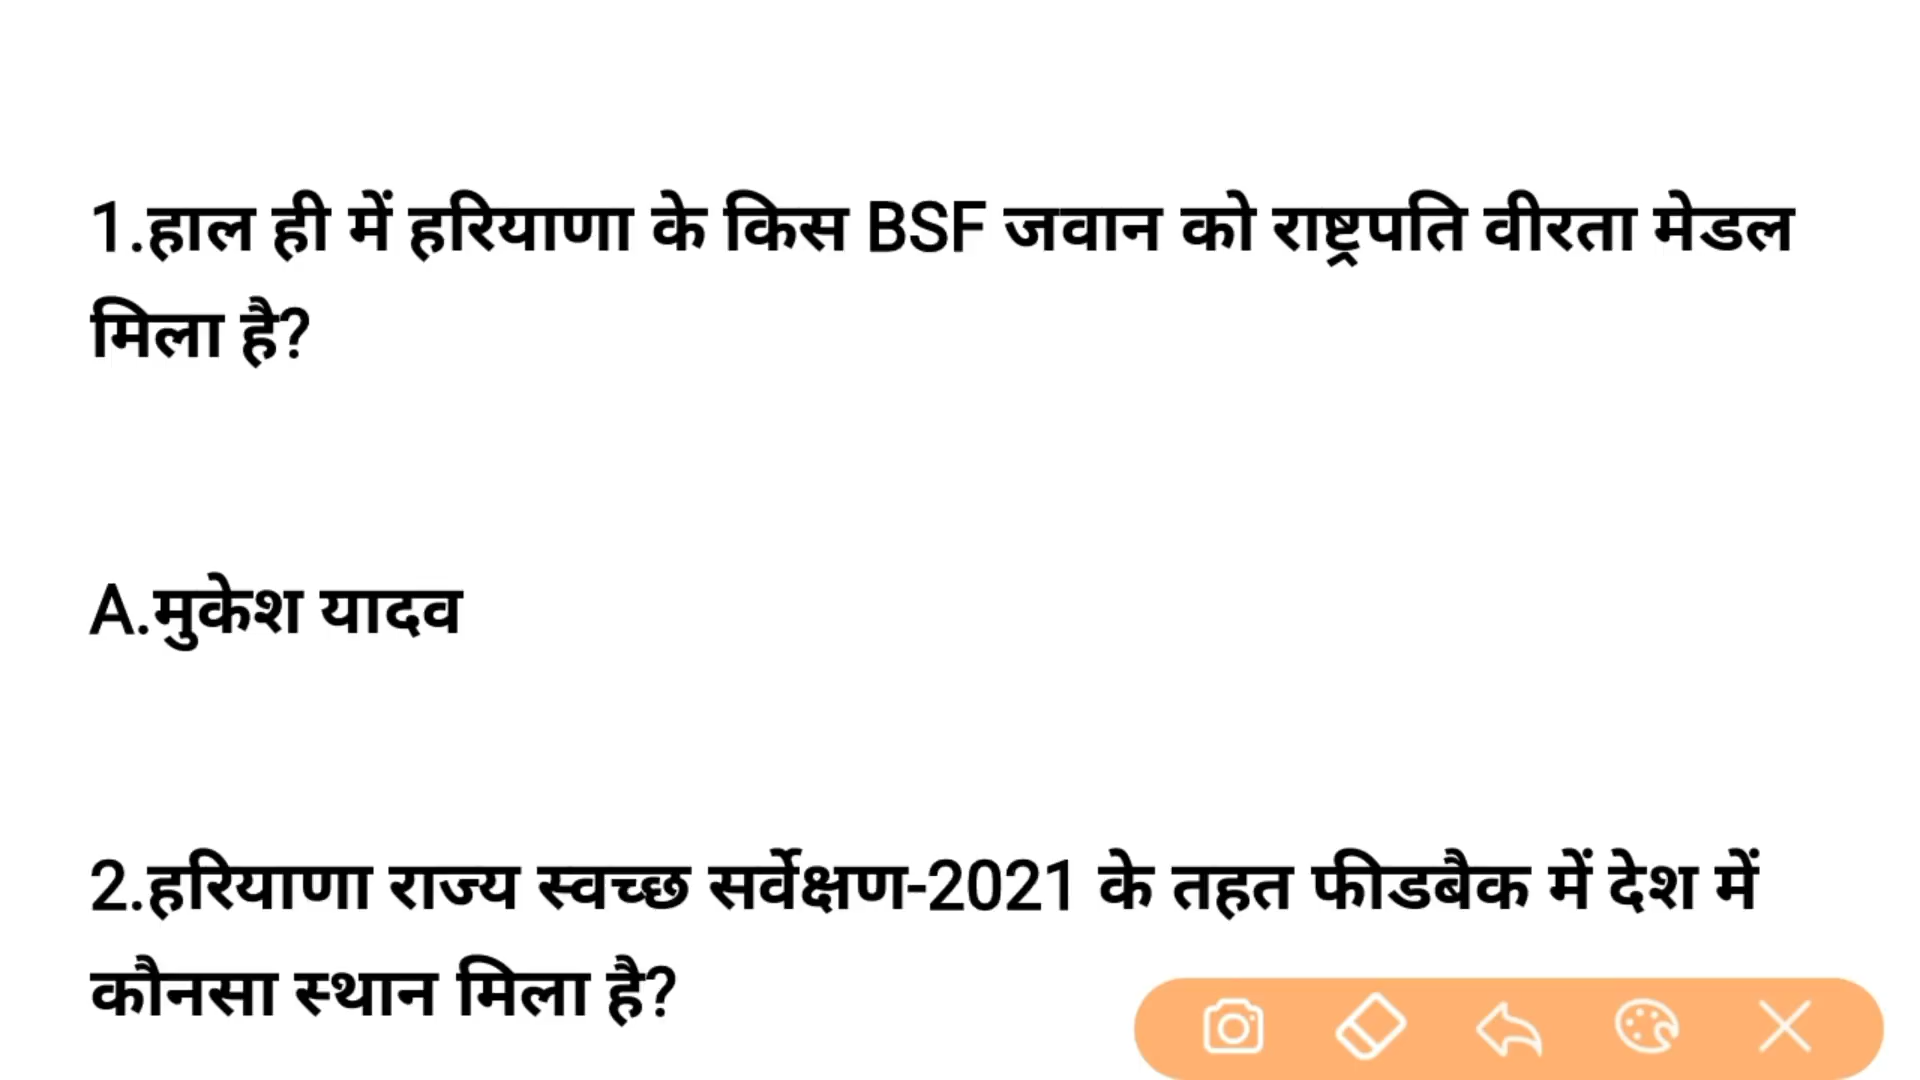 1.हाल ही में हरियाणा के किस BSF जवान को राष्ट्रपति वीरता मेडल
मिला है?
A.मुकेश यादव
2.हरियाणा राज्य स्वच्छ सर्वेक्षण-2021 के तहत फीडबैक में देश में
कौनसा स्थान मिला है?